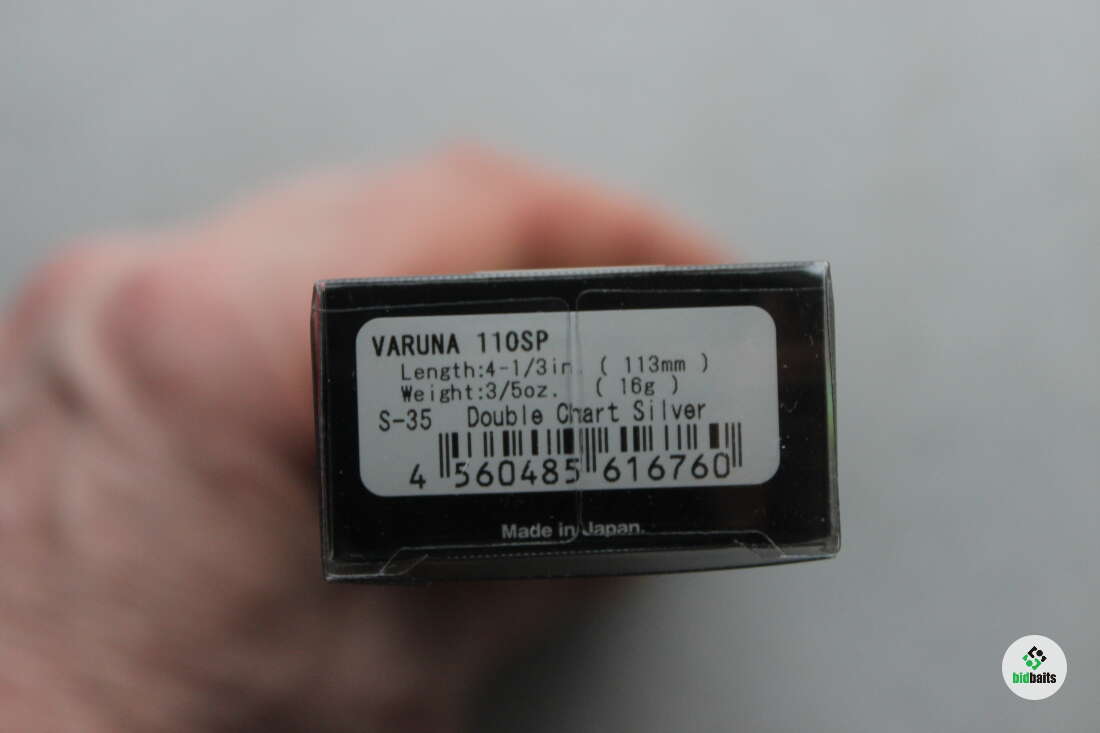 VARUNA 110SP
Length:4-1/3in. ( 113mm )
Weight:3/5oz. ( 16g )
S-35 Double Chart Silver
4 560485 616760
Made in Japan.
bidbaits